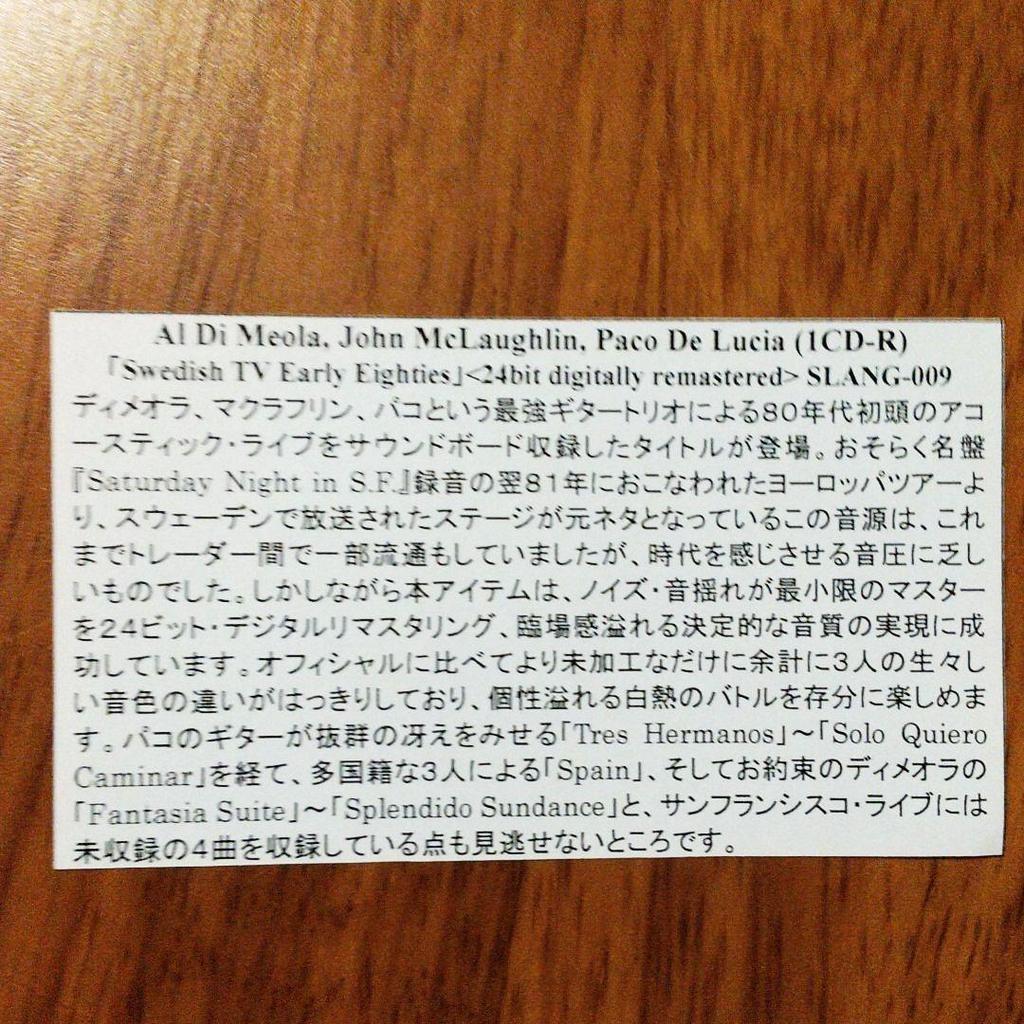 Al Di Meola, John McLaughlin, Paco De Lucia (1CD-R)
「Swedish TV Early Eighties」<24bit digitally remastered> SLANG-009
ディメオラ、マクラフリン、パコという最強ギタートリオによる80年代初頭のアコ
ースティック・ライブをサウンドボード収録したタイトルが登場。おそらく名盤
『Saturday Night in S.F.』録音の翌81年におこなわれたヨーロッパツアーよ
り、スウェーデンで放送されたステージが元ネタとなっているこの音源は、これ
までトレーダー間で一部流通もしていましたが、時代を感じさせる音圧に乏し
いものでした。しかしながら本アイテムは、ノイズ・音揺れが最小限のマスター
を24ビット・デジタルリマスタリング、臨場感溢れる決定的な音質の実現に成
功しています。オフィシャルに比べてより未加工なだけに余計に3人の生々し
い音色の違いがはっきりしており、個性溢れる白熱のバトルを存分に楽しめま
す。パコのギターが抜群の冴えをみせる「Tres Hermanos」～「Solo Quiero
Caminar」を経て、多国籍な3人による「Spain」、そしてお約束のディメオラの
「Fantasia Suite」～「Splendido Sundance」と、サンフランシスコ・ライブには
未収録の4曲を収録している点も見逃せないところです。